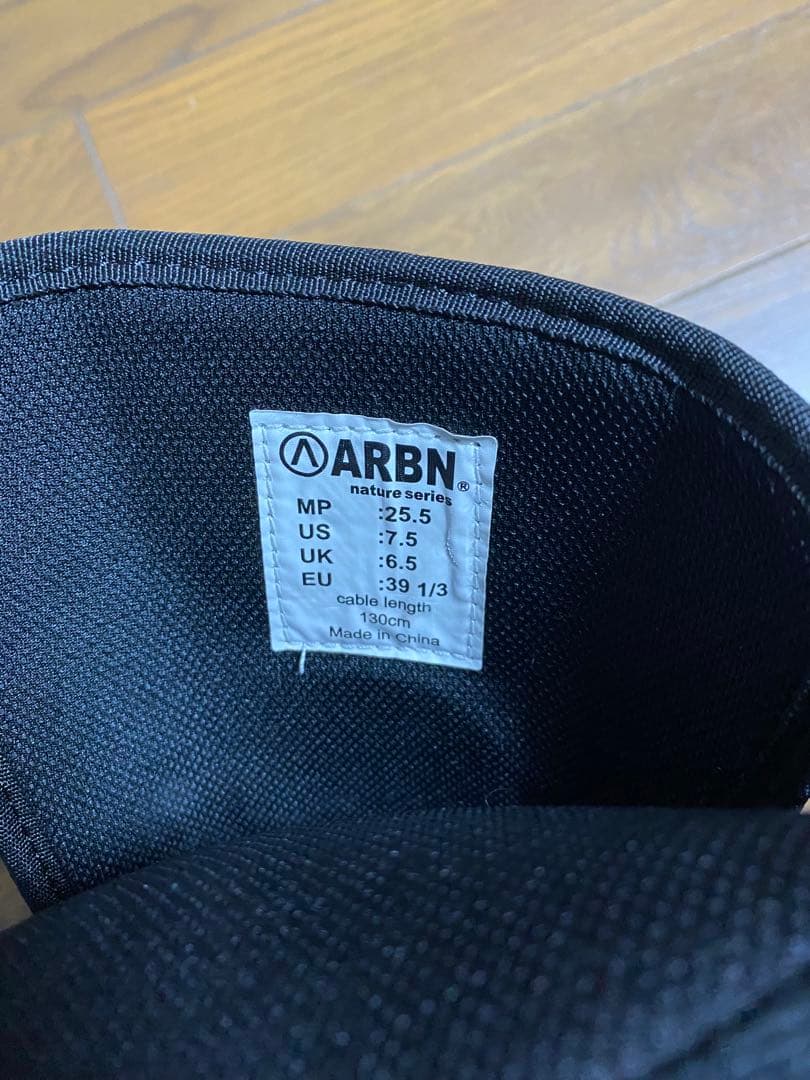 ARBN®
nature series
MP :25.5
US :7.5
UK :6.5
EU :39 1/3
cable length
130cm
Made in China